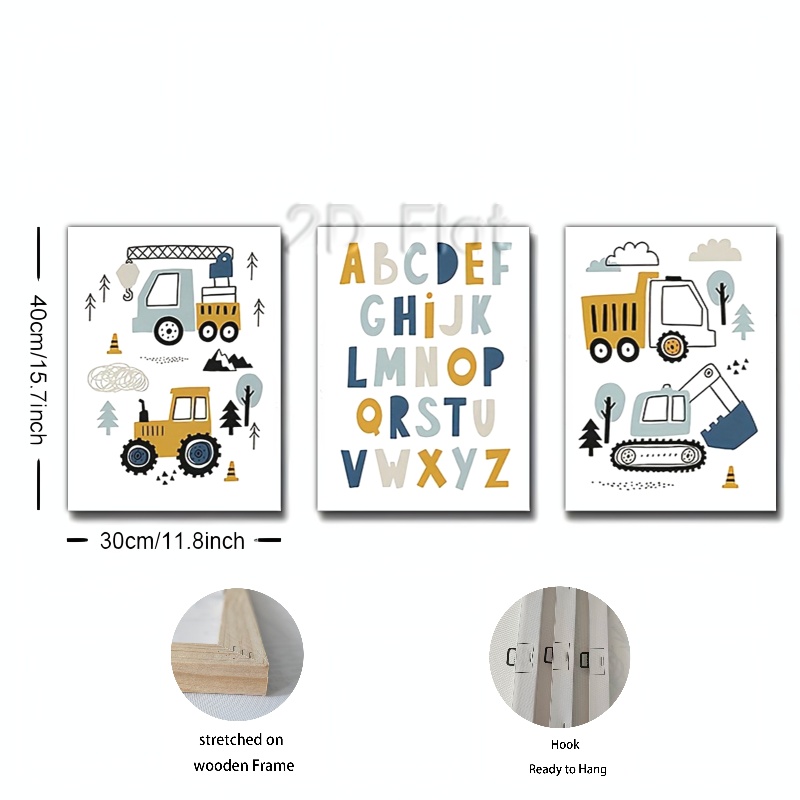 2D Flat
ABCDEF
GHiJK
LMNOP
QRSTU
VWXYZ
40cm/15.7inch
30cm/11.8inch
stretched on
wooden Frame
Hook
Ready to Hang